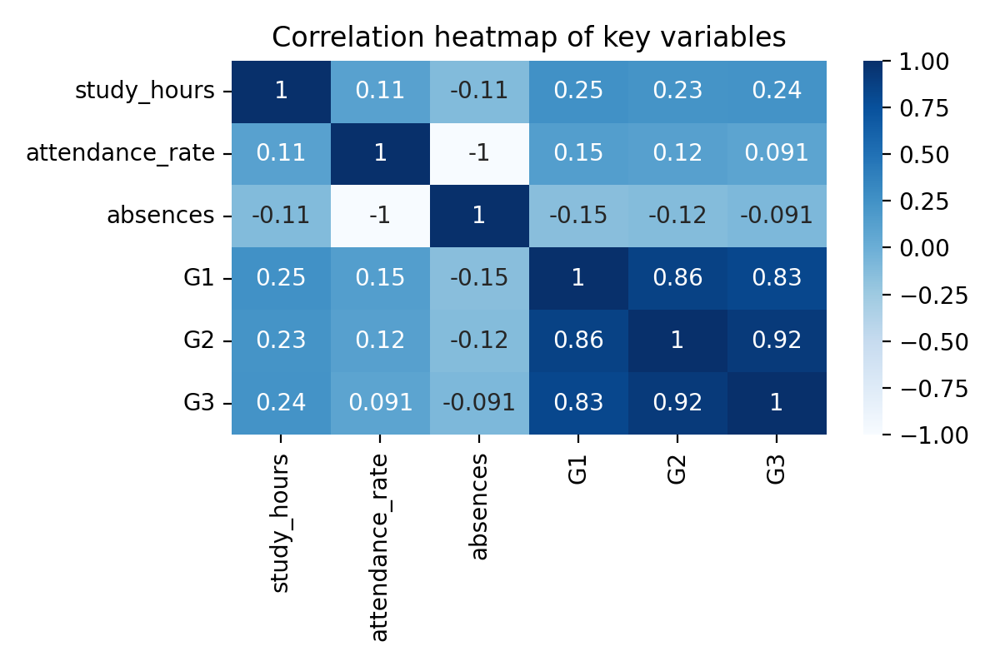 Correlation heatmap of key variables
study_hours 1 0.11 -0.11 0.25 0.23 0.24
attendance_rate 0.11 1 -1 0.15 0.12 0.091
absences -0.11 -1 1 -0.15 -0.12 -0.091
G1 0.25 0.15 -0.15 1 0.86 0.83
G2 0.23 0.12 -0.12 0.86 1 0.92
G3 0.24 0.091 -0.091 0.83 0.92 1
study_hours
attendance_rate
absences
G1
G2
G3
1.00
0.75
0.50
0.25
0.00
−0.25
−0.50
−0.75
−1.00